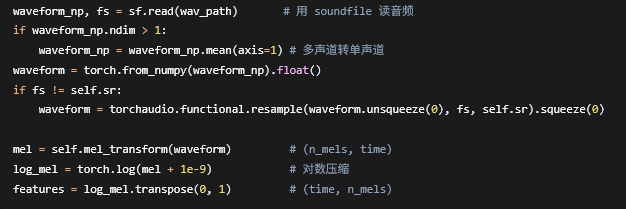 waveform_np, fs = sf.read(wav_path)        # 用 soundfile 读音频
if waveform_np.ndim > 1:
    waveform_np = waveform_np.mean(axis=1) # 多声道转单声道
waveform = torch.from_numpy(waveform_np).float()
if fs != self.sr:
    waveform = torchaudio.functional.resample(waveform.unsqueeze(0), fs, self.sr).squeeze(0)

mel = self.mel_transform(waveform)         # (n_mels, time)
log_mel = torch.log(mel + 1e-9)            # 对数压缩
features = log_mel.transpose(0, 1)         # (time, n_mels)